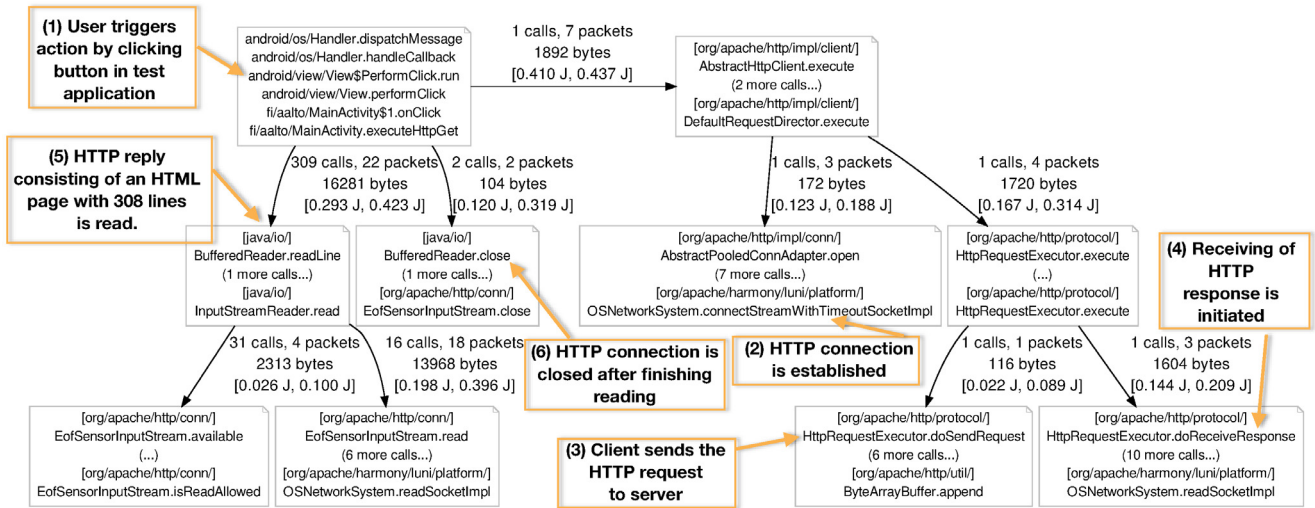 (1) User triggers
action by clicking
button in test
application
android/os/Handler.dispatchMessage
android/os/Handler.handleCallback
android/view/View$PerformClick.run
android/view/View.performClick
fi/aalto/MainActivity$1.onClick
fi/aalto/MainActivity.executeHttpGet
1 calls, 7 packets
1892 bytes
[0.410 J, 0.437 J]
[org/apache/http/impl/client/]
AbstractHttpClient.execute
(2 more calls...)
[org/apache/http/impl/client/]
DefaultRequestDirector.execute
(5) HTTP reply
consisting of an HTML
page with 308 lines
is read.
309 calls, 22 packets
16281 bytes
[0.293 J, 0.423 J]
2 calls, 2 packets
104 bytes
[0.120 J, 0.319 J]
1 calls, 3 packets
172 bytes
[0.123 J, 0.188 J]
1 calls, 4 packets
1720 bytes
[0.167 J, 0.314 J]
[java/io/]
BufferedReader.readLine
(1 more calls...)
[java/io/]
InputStreamReader.read
[java/io/]
BufferedReader.close
(1 more calls...)
[org/apache/http/conn/]
EofSensorInputStream.close
[org/apache/http/impl/conn/]
AbstractPooledConnAdapter.open
(7 more calls...)
[org/apache/harmony/luni/platform/]
OSNetworkSystem.connectStreamWithTimeoutSocketImpl
[org/apache/http/protocol/]
HttpRequestExecutor.execute
(...)
[org/apache/http/protocol/]
HttpRequestExecutor.execute
(4) Receiving of
HTTP
response is
initiated
31 calls, 4 packets
2313 bytes
[0.026 J, 0.100 J]
16 calls, 18 packets
13968 bytes
[0.198 J, 0.396 J]
(6) HTTP connection is
closed after finishing
reading
(2) HTTP connection
is established
1 calls, 1 packets
116 bytes
[0.022 J, 0.089 J]
1 calls, 3 packets
1604 bytes
[0.144 J, 0.209 J]
[org/apache/http/conn/]
EofSensorInputStream.available
(...)
[org/apache/http/conn/]
EofSensorInputStream.isReadAllowed
[org/apache/http/conn/]
EofSensorInputStream.read
(6 more calls...)
[org/apache/harmony/luni/platform/]
OSNetworkSystem.readSocketImpl
(3) Client sends the
HTTP request
to server
[org/apache/http/protocol/]
HttpRequestExecutor.doSendRequest
(6 more calls...)
[org/apache/http/util/]
ByteArrayBuffer.append
[org/apache/http/protocol/]
HttpRequestExecutor.doReceiveResponse
(10 more calls...)
[org/apache/harmony/luni/platform/]
OSNetworkSystem.readSocketImpl